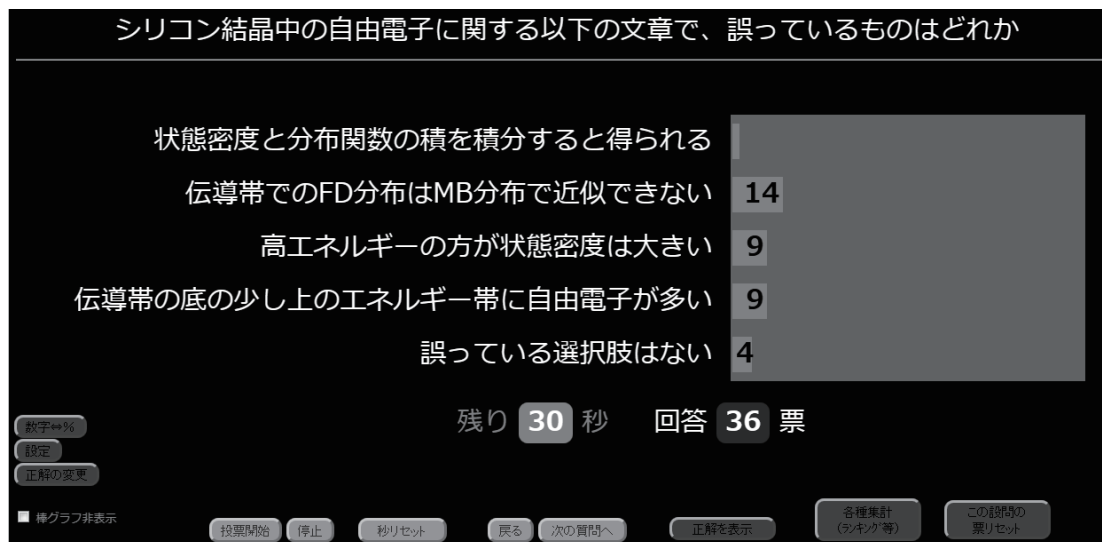 シリコン結晶中の自由電子に関する以下の文章で、誤っているものはどれか
状態密度と分布関数の積を積分すると得られる
伝導帯でのFD分布はMB分布で近似できない 14
高エネルギーの方が状態密度は大きい 9
伝導帯の底の少し上のエネルギー帯に自由電子が多い 9
誤っている選択肢はない 4
残り 30 秒 回答 36 票
数字⇔%
設定
正解の変更
棒グラフ非表示
投票開始 停止 秒リセット 戻る 次の質問へ 正解を表示
各種集計
(ランキング等)
この設問の
票リセット